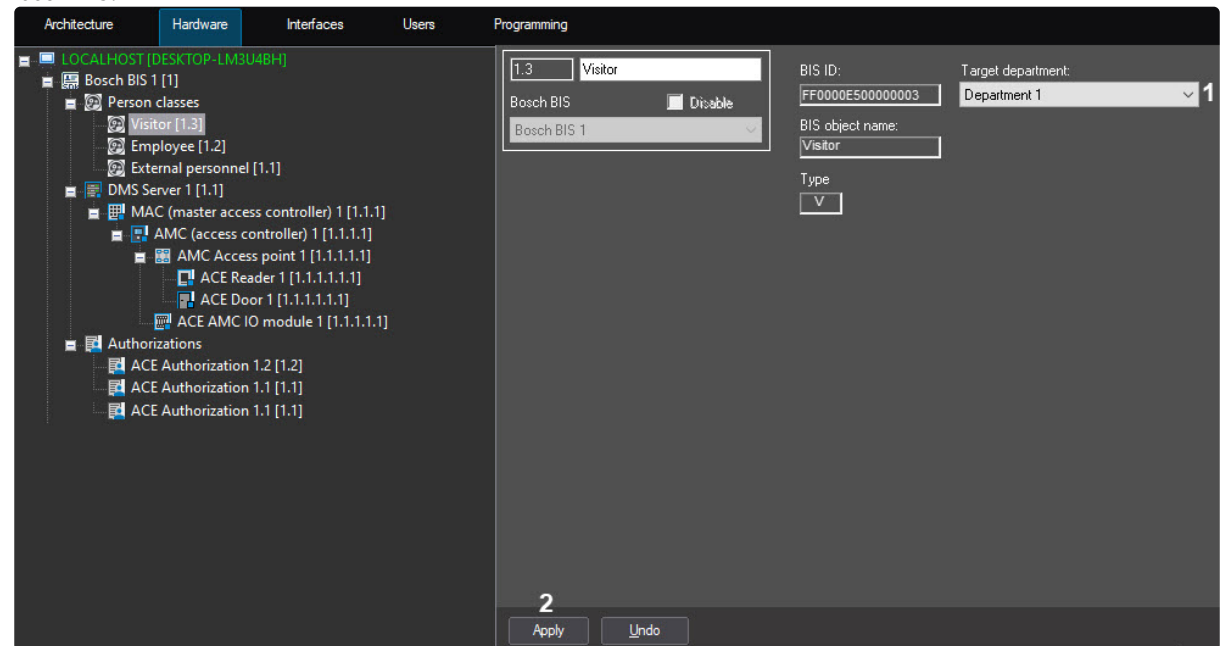 Architecture Hardware Interfaces Users Programming
LOCALHOST [DESKTOP-LM3U4BH]
Bosch BIS 1 [1]
Person classes
Visitor [1.3]
Employee [1.2]
External personnel [1.1]
DMS Server 1 [1.1]
MAC (master access controller) 1 [1.1.1]
AMC (access controller) 1 [1.1.1.1]
AMC Access point 1 [1.1.1.1.1]
ACE Reader 1 [1.1.1.1.1.1]
ACE Door 1 [1.1.1.1.1.1]
ACE AMC IO module 1 [1.1.1.1.1]
Authorizations
ACE Authorization 1.2 [1.2]
ACE Authorization 1.1 [1.1]
ACE Authorization 1.1 [1.1]
1.3 Visitor
Bosch BIS Disable
Bosch BIS 1
BIS ID:
FF0000E500000003
BIS object name:
Visitor
Type
V
Target department:
Department 1 1
2
Apply Undo